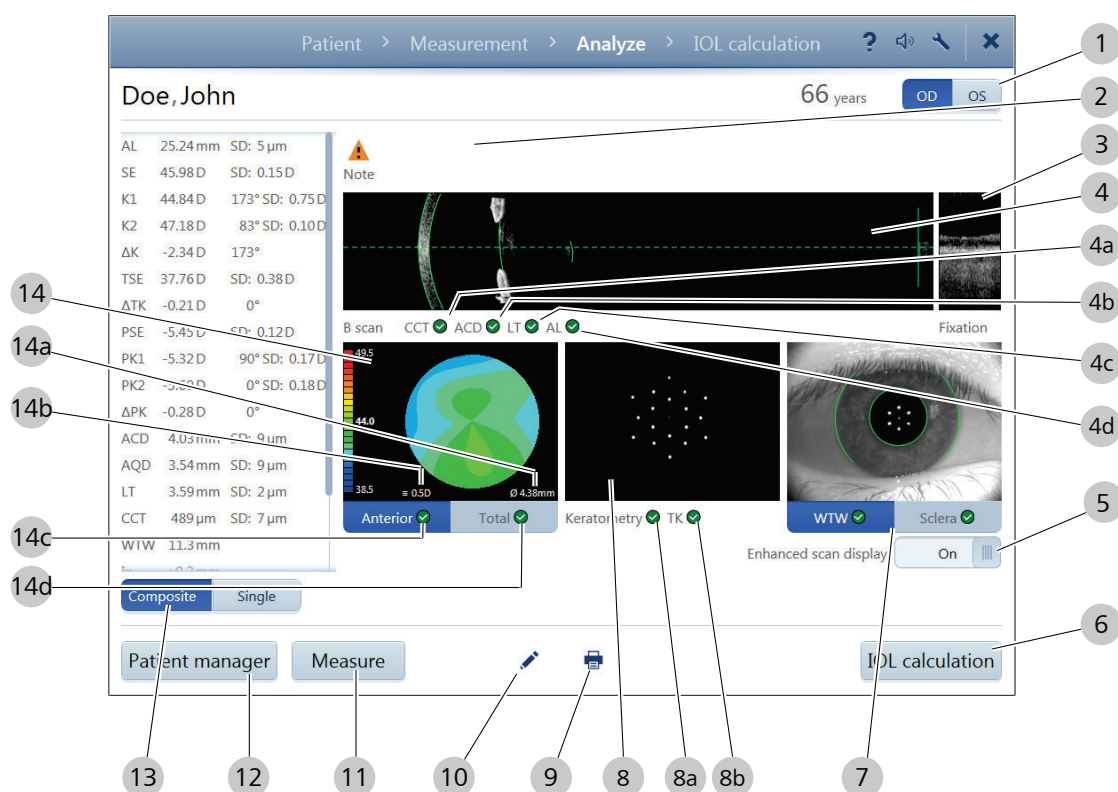 Patient > Measurement > Analyze > IOL calculation ?
Doe, John 66 years OD OS
1
2
3
4
4a
4b
4c
4d
5
6
AL 25.24 mm SD: 5 µm
SE 45.98 D SD: 0.15 D
K1 44.84 D 173° SD: 0.75 D
K2 47.18 D 83° SD: 0.10 D
ΔK -2.34 D 173°
TSE 37.76 D SD: 0.38 D
ΔTK -0.21 D 0°
PSE -5.45 D SD: 0.12 D
PK1 -5.32 D 90° SD: 0.17 D
PK2 0° SD: 0.18 D
ΔPK -0.28 D 0°
ACD 4.03 mm SD: 9 µm
AQD 3.54 mm SD: 9 µm
LT 3.59 mm SD: 2 µm
CCT 489 µm SD: 7 µm
WTW 11.3 mm
Composite Single
Note
B scan CCT ACD LT AL Fixation
49.5
44.0
38.5 ≡ 0.5D Ø 4.38mm
Anterior Total Keratometry TK WTW Sclera
Enhanced scan display On
Patient manager Measure IOL calculation
14
14a
14b
14c
14d
13 12 11 10 9 8 8a 8b 7